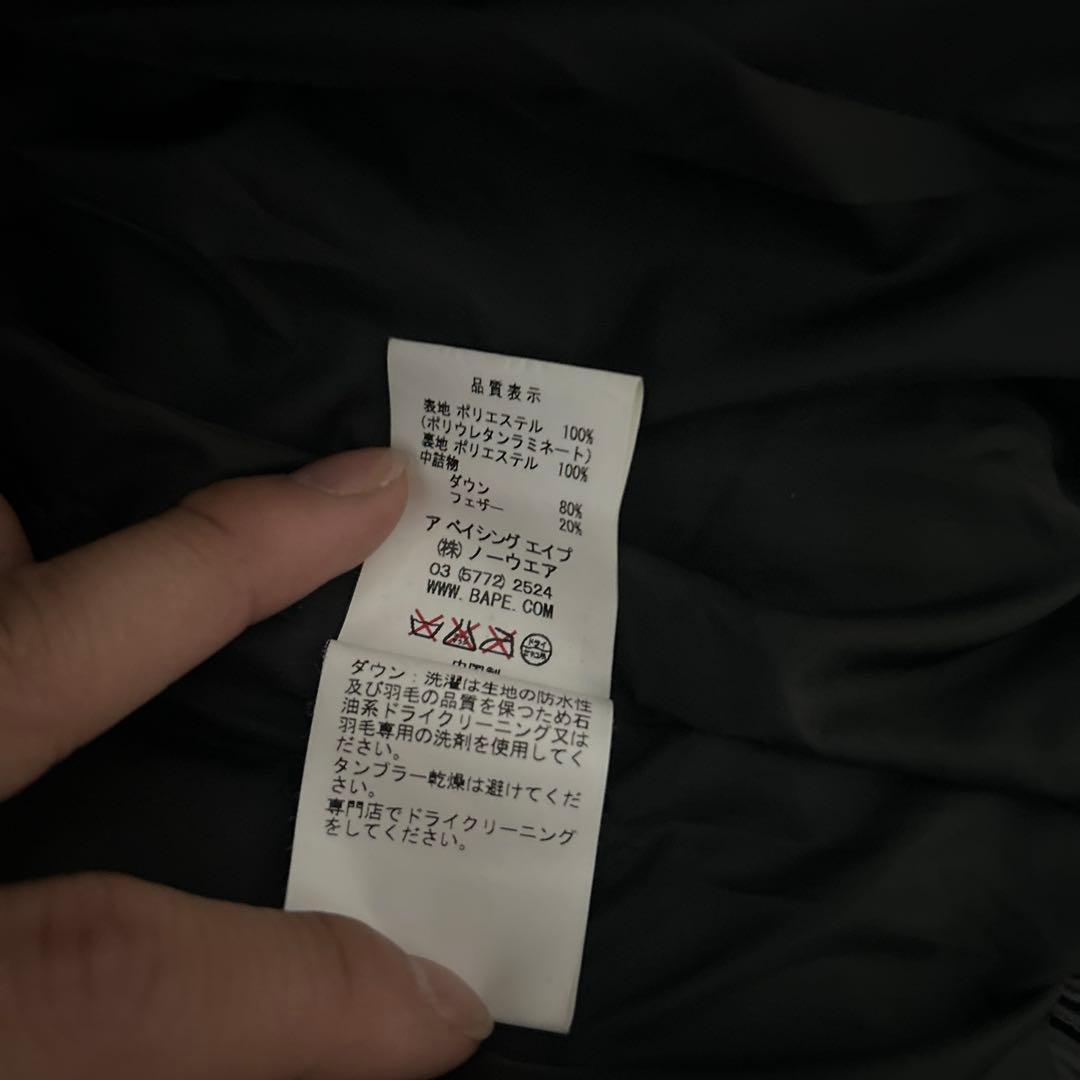 品質表示
表地 ポリエステル 100%
(ポリウレタンラミネート)
裏地 ポリエステル 100%
中詰物
ダウン 80%
フェザー 20%
ア ベイシング エイプ
(株) ノーウエア
03 (5772) 2524
WWW.BAPE.COM
ドライ
中国製
ダウン:洗濯は生地の防水性
及び羽毛の品質を保つため石
油系ドライクリーニング又は
羽毛専用の洗剤を使用してく
ださい。
タンブラー乾燥は避けてくだ
さい。
専門店でドライクリーニング
をしてください。